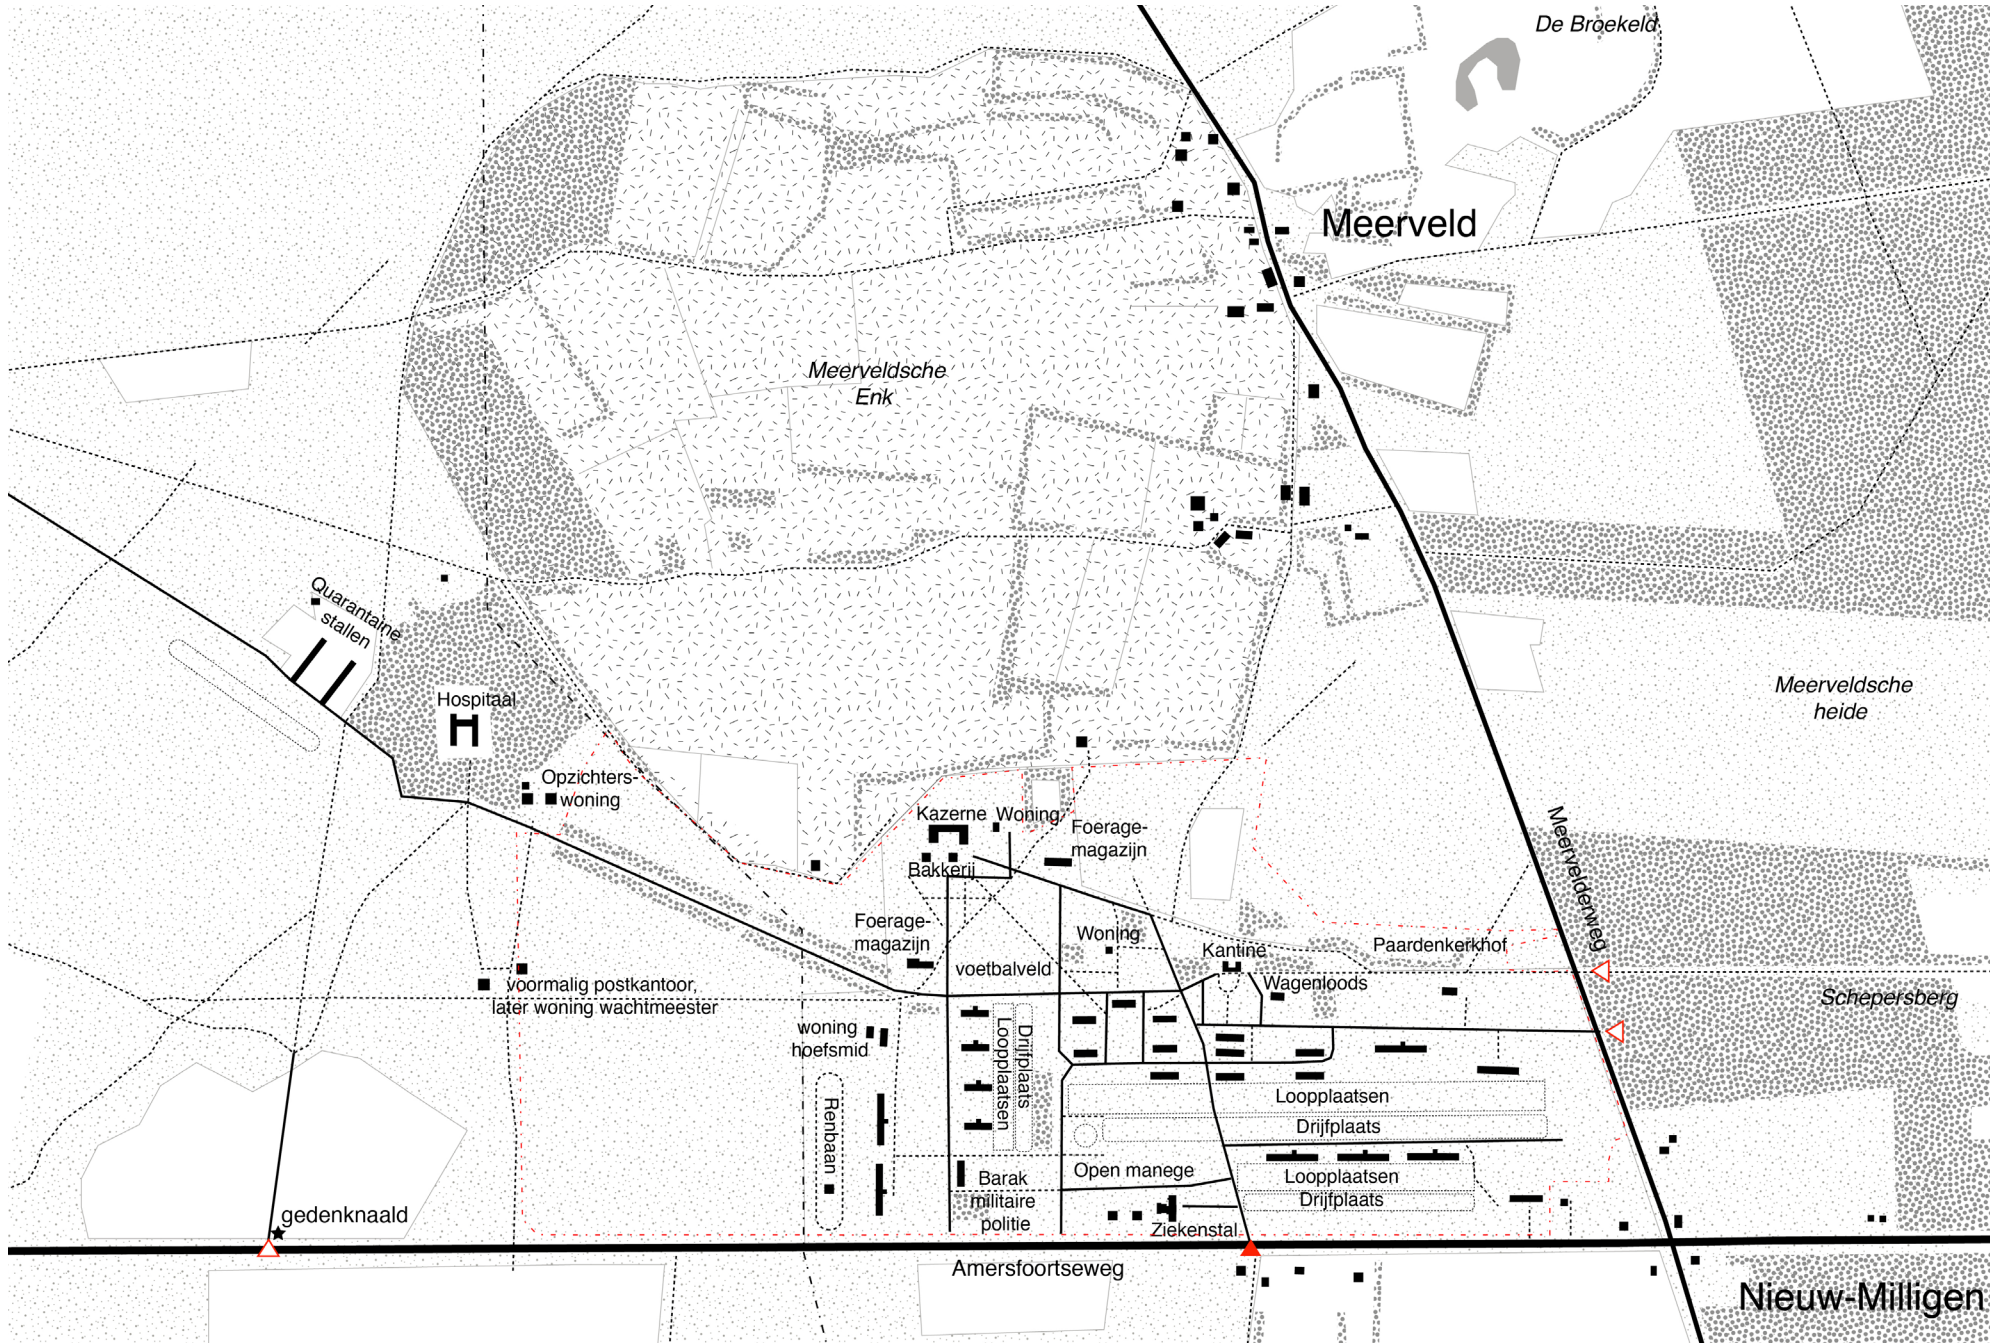 De Broekeld
Meerveld
Meerveldsche
Enk
Quarantaine
stallen
Hospitaal
Meerveldsche
heide
Opzichters-
woning
Kazerne
Woning
Foerage-
magazijn
Meervelderweg
Bakkerij
Foerage-
magazijn
Woning
Kantine
Paardenkerkhof
voetbalveld
Wagenloods
voormalig postkantoor,
later woning wachtmeester
Schepersberg
woning
hoefsmid
Loopplaatsen
Drijfplaats
Renbaan
Loopplaatsen
Drijfplaats
Open manege
Barak
militaire
politie
Loopplaatsen
Drijfplaats
Ziekenstal
gedenknaald
Amersfoortseweg
Nieuw-Milligen